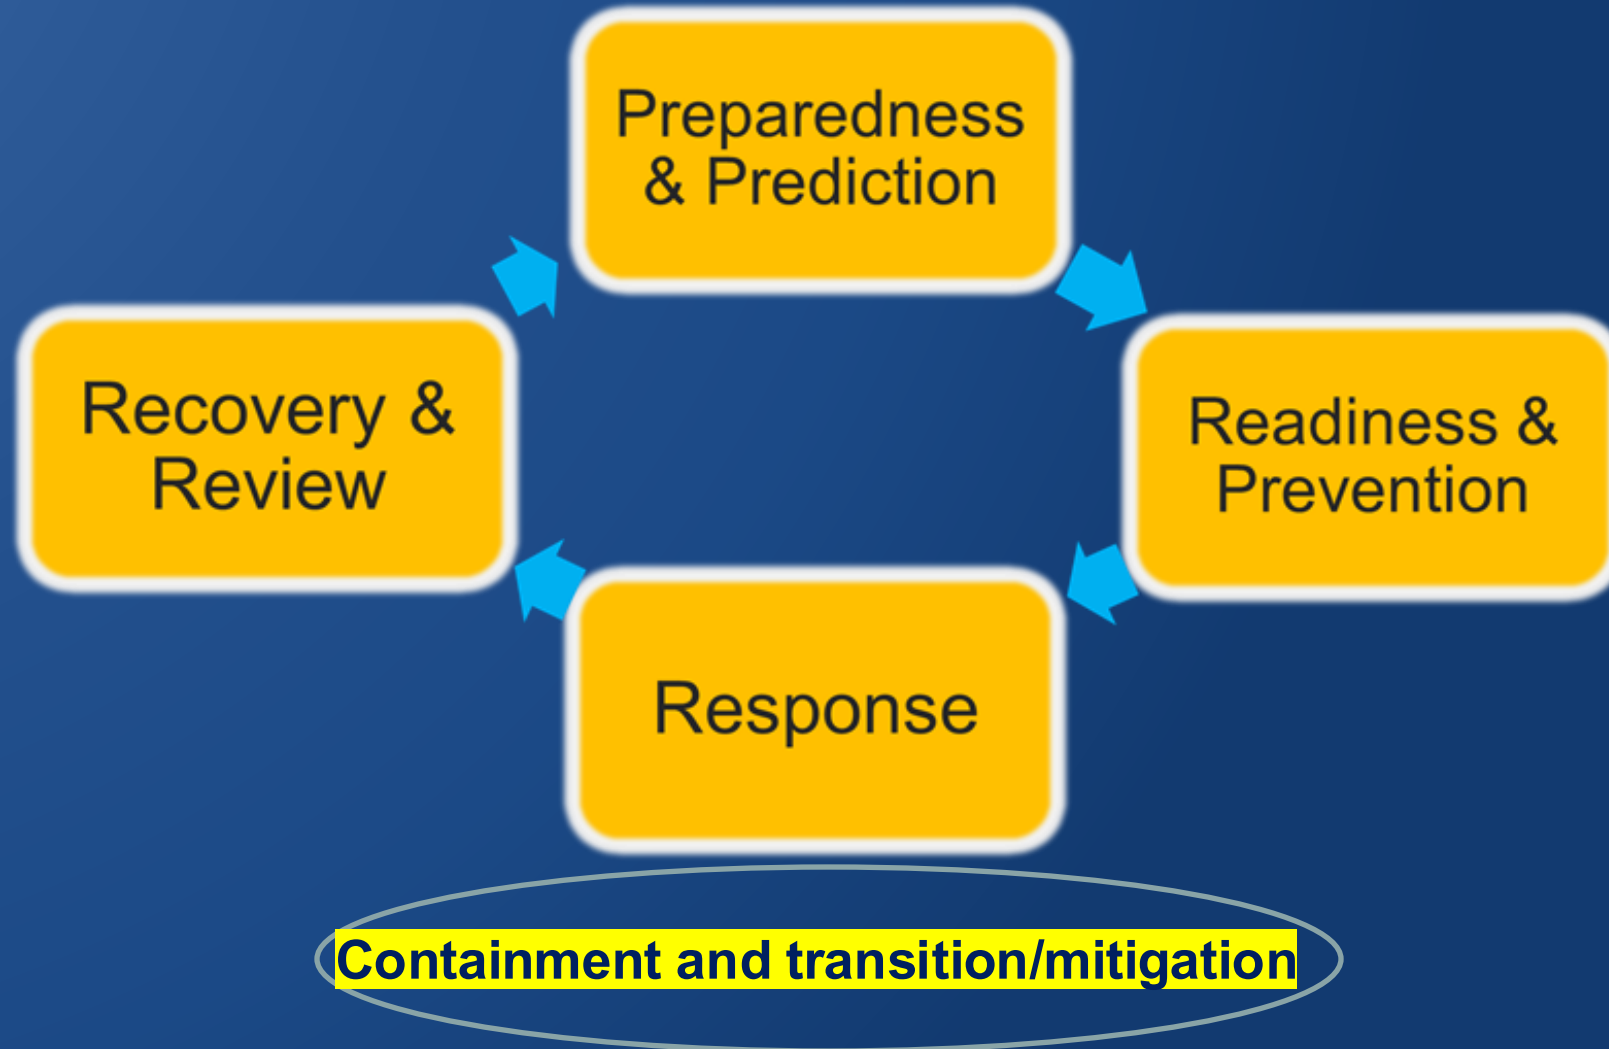 Preparedness
& Prediction
Recovery &
Review
Readiness &
Prevention
Response
Containment and transition/mitigation